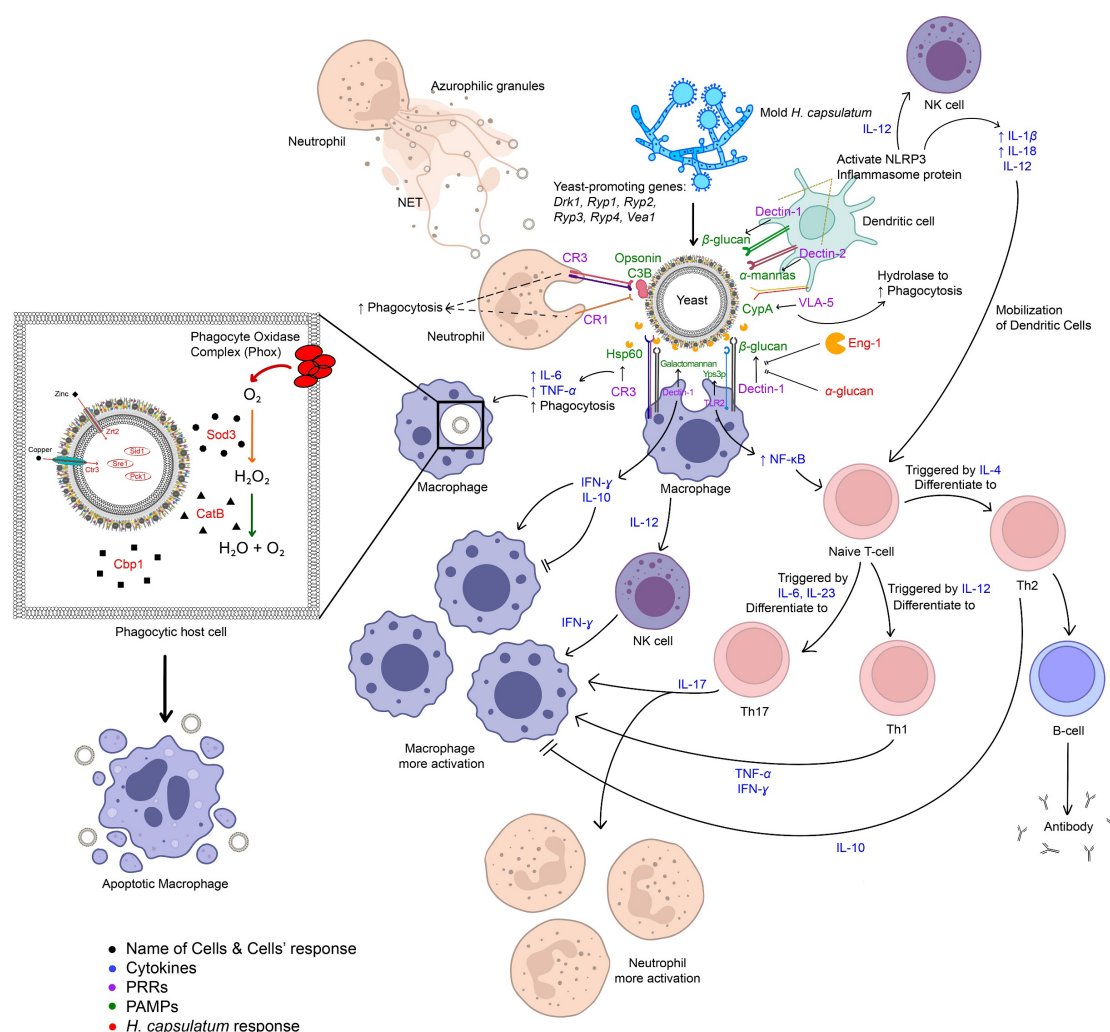 NK cell
Azurophilic granules
Neutrophil
NET
Mold H. capsulatum
IL-12
Activate NLRP3
Inflammasome protein
↑ IL-1β
↑ IL-18
IL-12
Yeast-promoting genes:
Drk1, Ryp1, Ryp2,
Ryp3, Ryp4, Vea1
Dectin-1
β-glucan
Dendritic cell
Dectin-2
α-mannas
CR3
Opsonin
C3B
Yeast
Hydrolase to
↑ Phagocytosis
↑ Phagocytosis
CypA
VLA-5
CR1
Neutrophil
Mobilization
of Dendritic Cells
Eng-1
Hsp60
β-glucan
Galactomannan
Yps3p
↑ IL-6
↑ TNF-α
↑ Phagocytosis
CR3
Dectin-1
TLR2
Dectin-1
α-glucan
Phagocyte Oxidase
Complex (Phox)
O2
Zinc
Zrt2
Sod3
Copper
Ctr3
Sid1
Sre1
Pck1
H2O2
CatB
H2O + O2
Cbp1
Phagocytic host cell
Macrophage
Macrophage
↑ NF-κB
IFN-γ
IL-10
IL-12
Triggered by IL-4
Differentiate to
Naive T-cell
Th2
Triggered by
IL-6, IL-23
Differentiate to
Triggered by IL-12
Differentiate to
NK cell
IFN-γ
IL-17
Th17
Th1
B-cell
Macrophage
more activation
TNF-α
IFN-γ
IL-10
Antibody
Apoptotic Macrophage
Neutrophil
more activation
Name of Cells & Cells' response
Cytokines
PRRs
PAMPs
H. capsulatum response